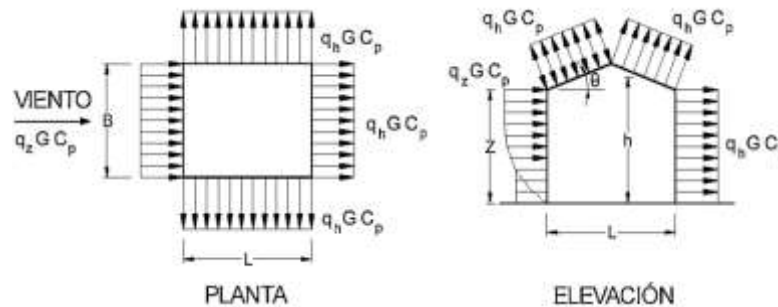 q_h G C_p
VIENTO
q_z G C_p
B
q_h G C_p
q_h G C_p
L
PLANTA
q_h G C_p
q_h G C_p
q_z G C_p
θ
Z
h
q_h G C
L
ELEVACIÓN